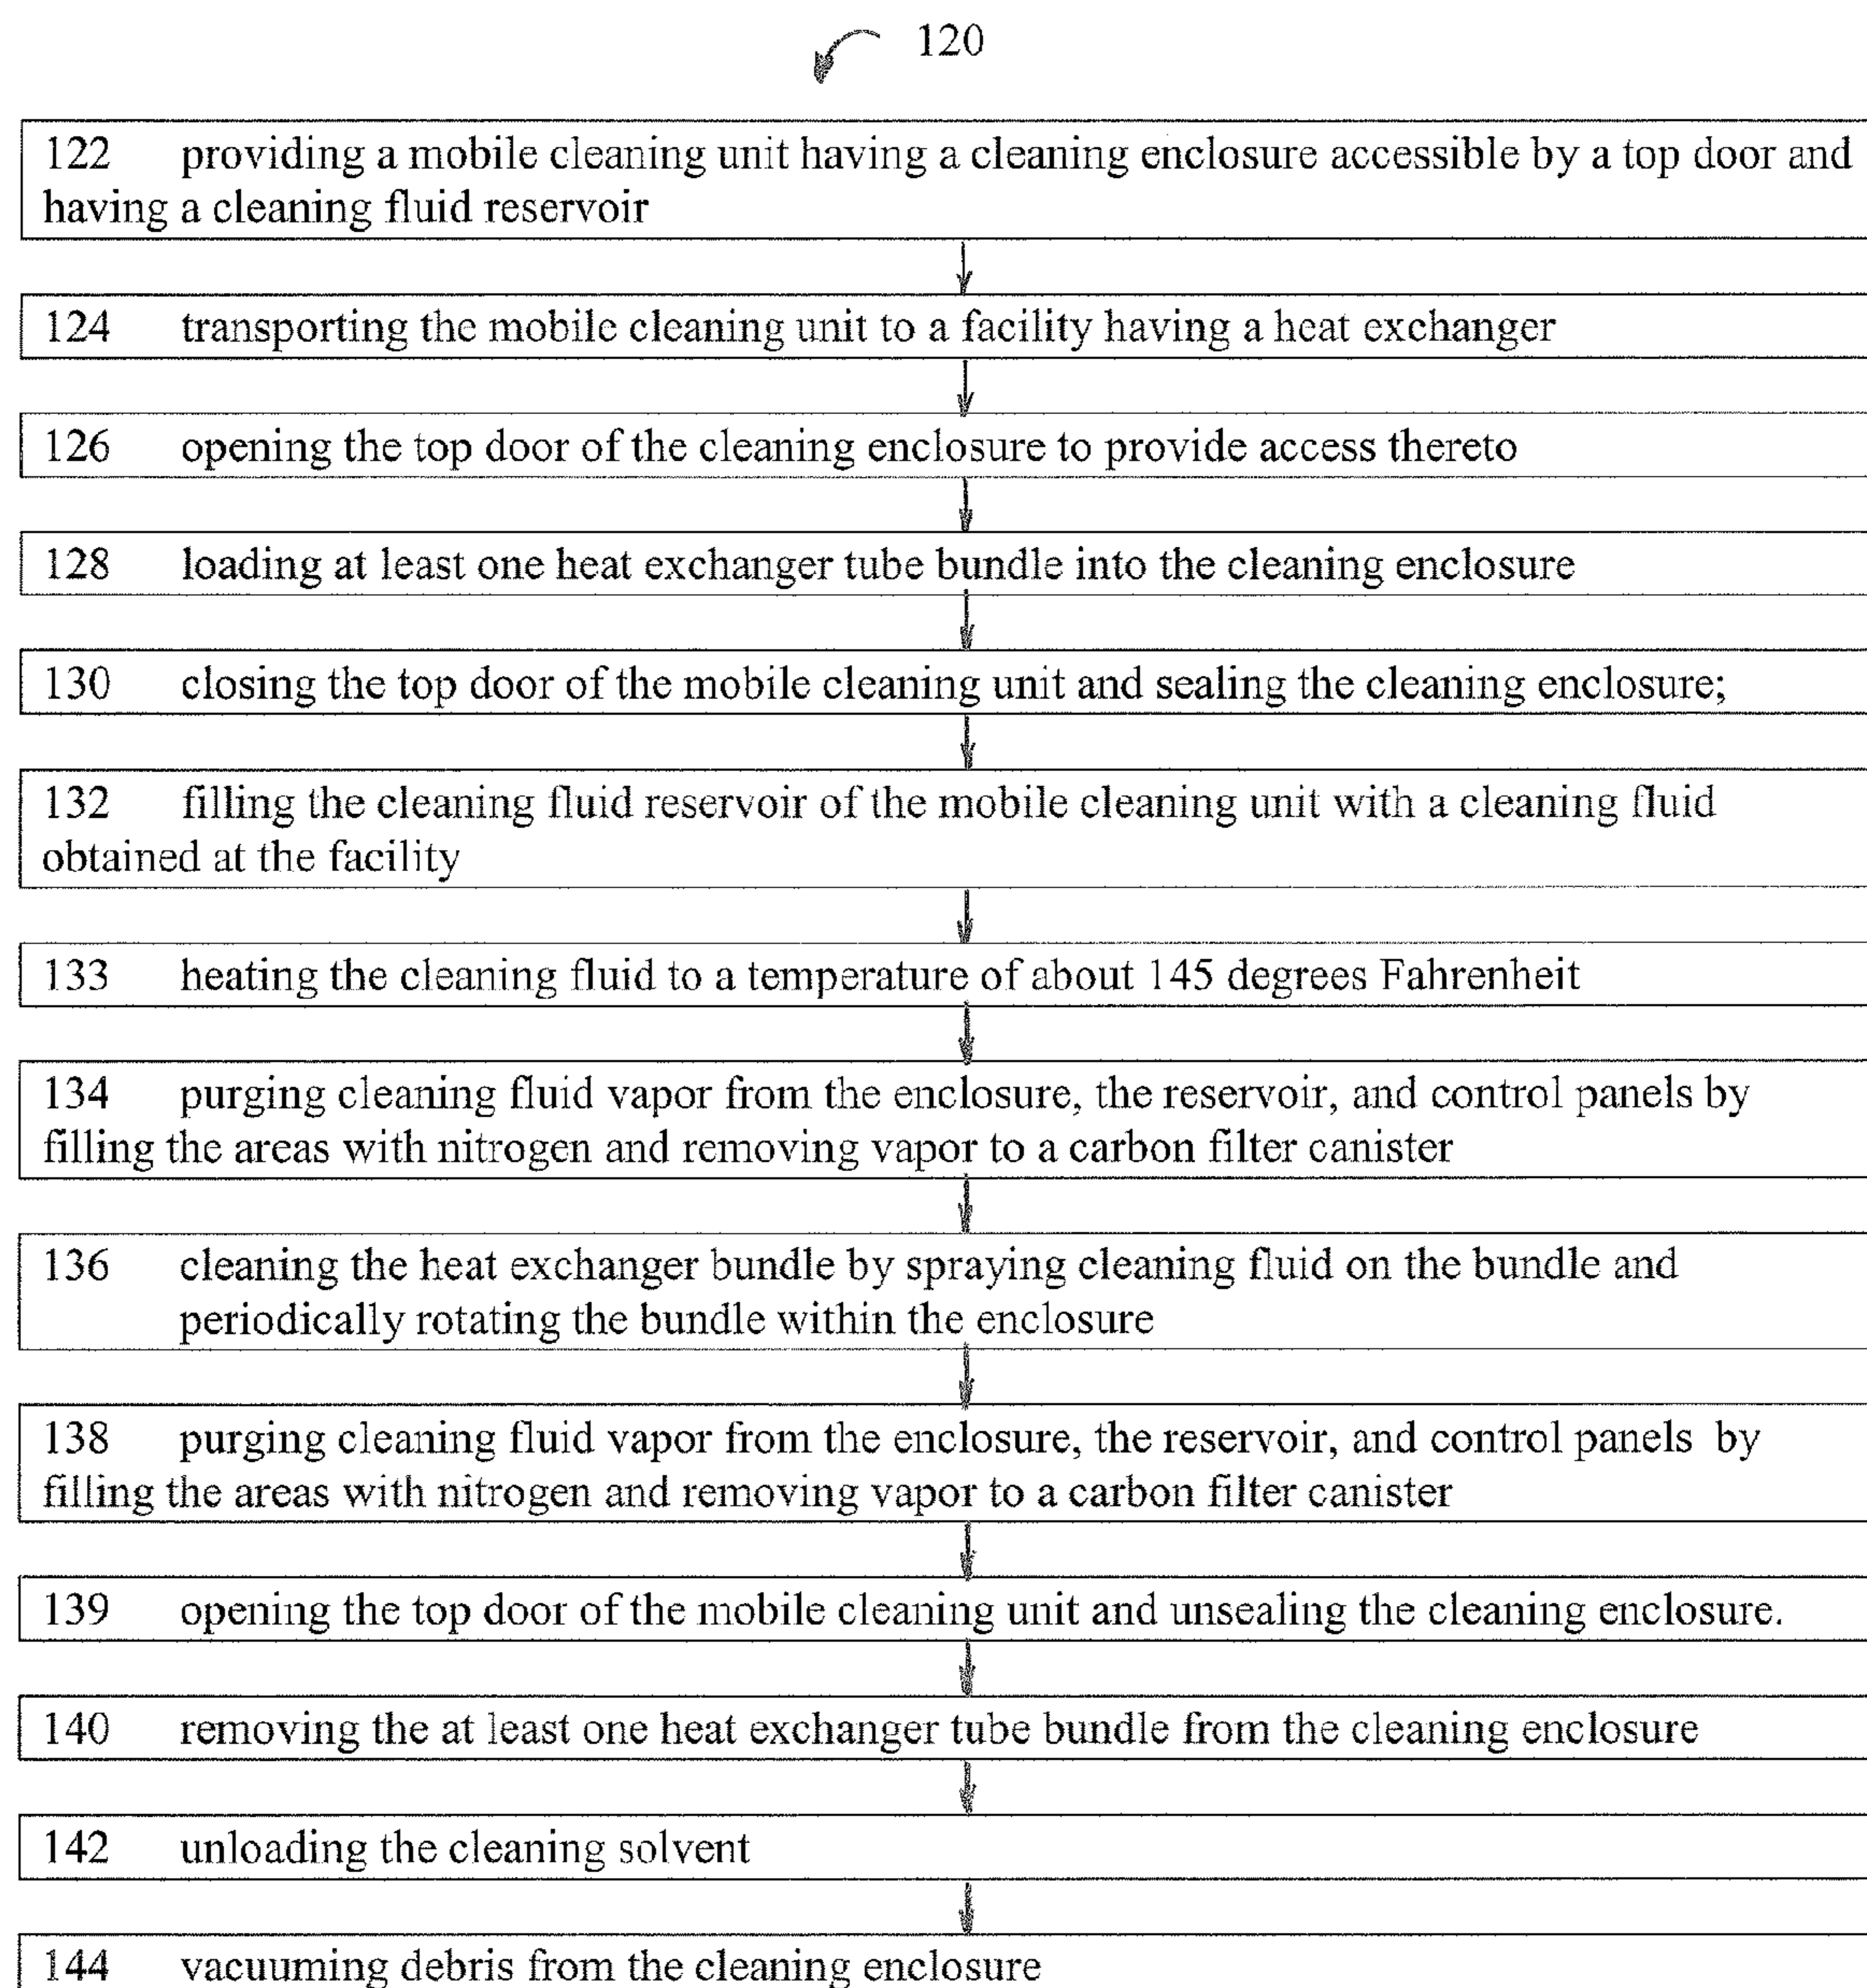 120
122 providing a mobile cleaning unit having a cleaning enclosure accessible by a top door and
having a cleaning fluid reservoir
124 transporting the mobile cleaning unit to a facility having a heat exchanger
126 opening the top door of the cleaning enclosure to provide access thereto
128 loading at least one heat exchanger tube bundle into the cleaning enclosure
130 closing the top door of the mobile cleaning unit and sealing the cleaning enclosure;
132 filling the cleaning fluid reservoir of the mobile cleaning unit with a cleaning fluid
obtained at the facility
133 heating the cleaning fluid to a temperature of about 145 degrees Fahrenheit
134 purging cleaning fluid vapor from the enclosure, the reservoir, and control panels by
filling the areas with nitrogen and removing vapor to a carbon filter canister
136 cleaning the heat exchanger bundle by spraying cleaning fluid on the bundle and
periodically rotating the bundle within the enclosure
138 purging cleaning fluid vapor from the enclosure, the reservoir, and control panels by
filling the areas with nitrogen and removing vapor to a carbon filter canister
139 opening the top door of the mobile cleaning unit and unsealing the cleaning enclosure.
140 removing the at least one heat exchanger tube bundle from the cleaning enclosure
142 unloading the cleaning solvent
144 vacuuming debris from the cleaning enclosure